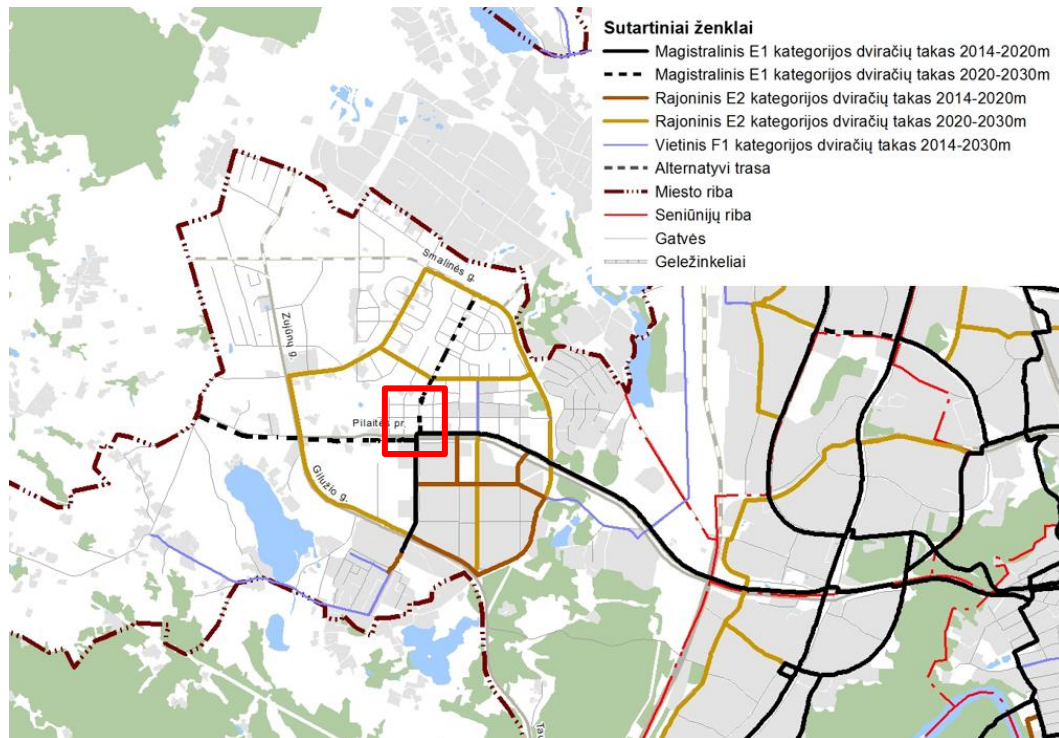 Sutartiniai ženklai
Magistralinis E1 kategorijos dviračių takas 2014-2020m
Magistralinis E1 kategorijos dviračių takas 2020-2030m
Rajoninis E2 kategorijos dviračių takas 2014-2020m
Rajoninis E2 kategorijos dviračių takas 2020-2030m
Vietinis F1 kategorijos dviračių takas 2014-2030m
Alternatyvi trasa
Miesto riba
Seniūnijų riba
Gatvės
Geležinkeliai
Smalinės g.
Zujūnų g.
Pilaitės pr.
Gilužio g.
Tau